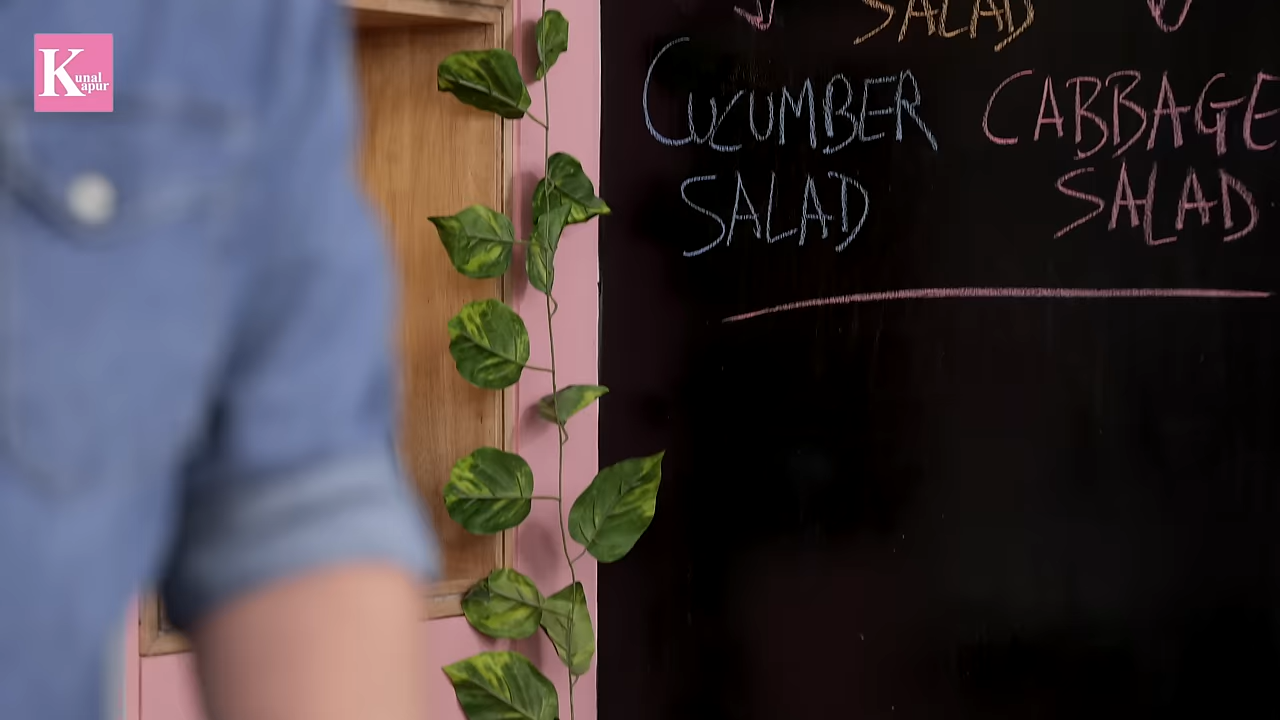 Kunal
Kapur
SALAD
CUCUMBER CABBAGE
SALAD SALAD